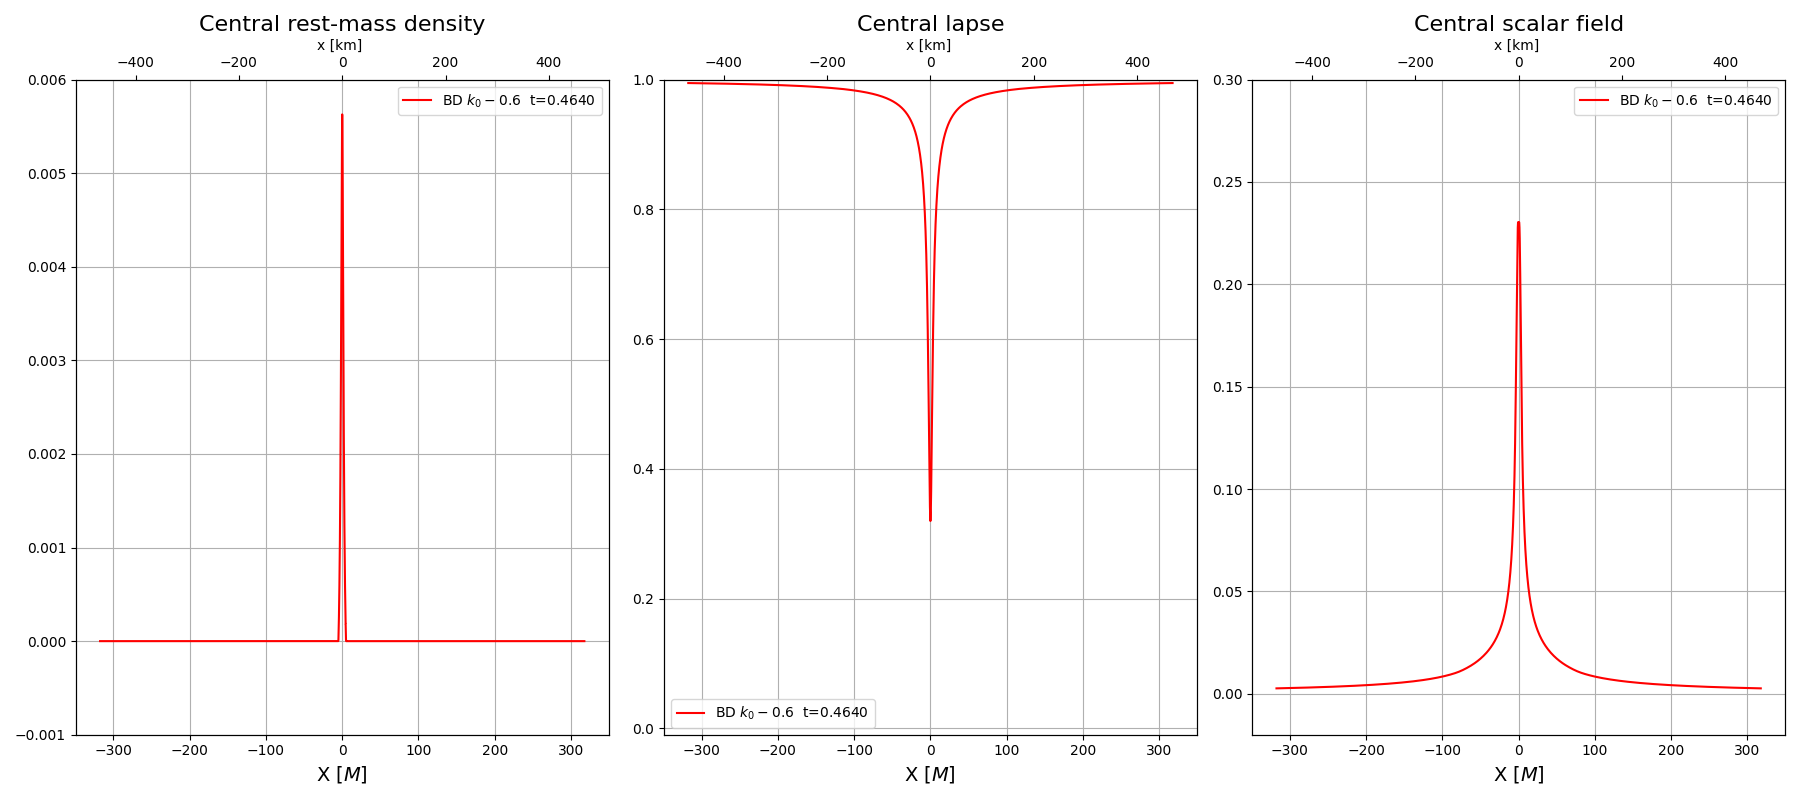 Central rest-mass density
x [km]
−400 −200 0 200 400
0.006
0.005
0.004
0.003
0.002
0.001
0.000
−0.001
BD k₀ − 0.6 t=0.4640
−300 −200 −100 0 100 200 300
X [M]
Central lapse
x [km]
−400 −200 0 200 400
1.0
0.8
0.6
0.4
0.2
0.0
BD k₀ − 0.6 t=0.4640
−300 −200 −100 0 100 200 300
X [M]
Central scalar field
x [km]
−400 −200 0 200 400
0.30
0.25
0.20
0.15
0.10
0.05
0.00
BD k₀ − 0.6 t=0.4640
−300 −200 −100 0 100 200 300
X [M]